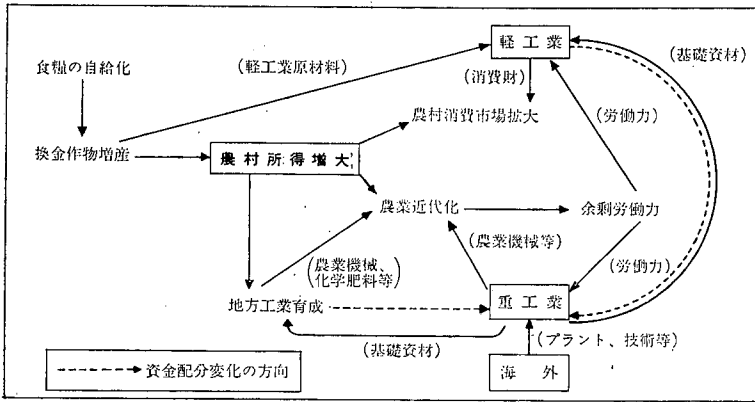 軽工業
(基礎資材)
食糧の自給化
(軽工業原材料)
(消費財)
農村消費市場拡大
(労働力)
換金作物増産
農村所得増大
農業近代化
余剰労働力
(農業機械等)
(農業機械、
化学肥料等)
(労働力)
地方工業育成
重工業
(基礎資材)
(プラント、技術等)
資金配分変化の方向
海外